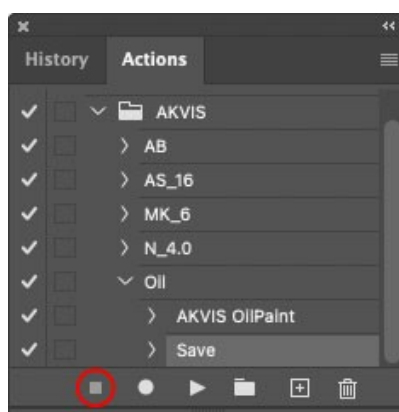 History Actions
AKVIS
AB
AS_16
MK_6
N_4.0
Oil
AKVIS OilPaint
Save